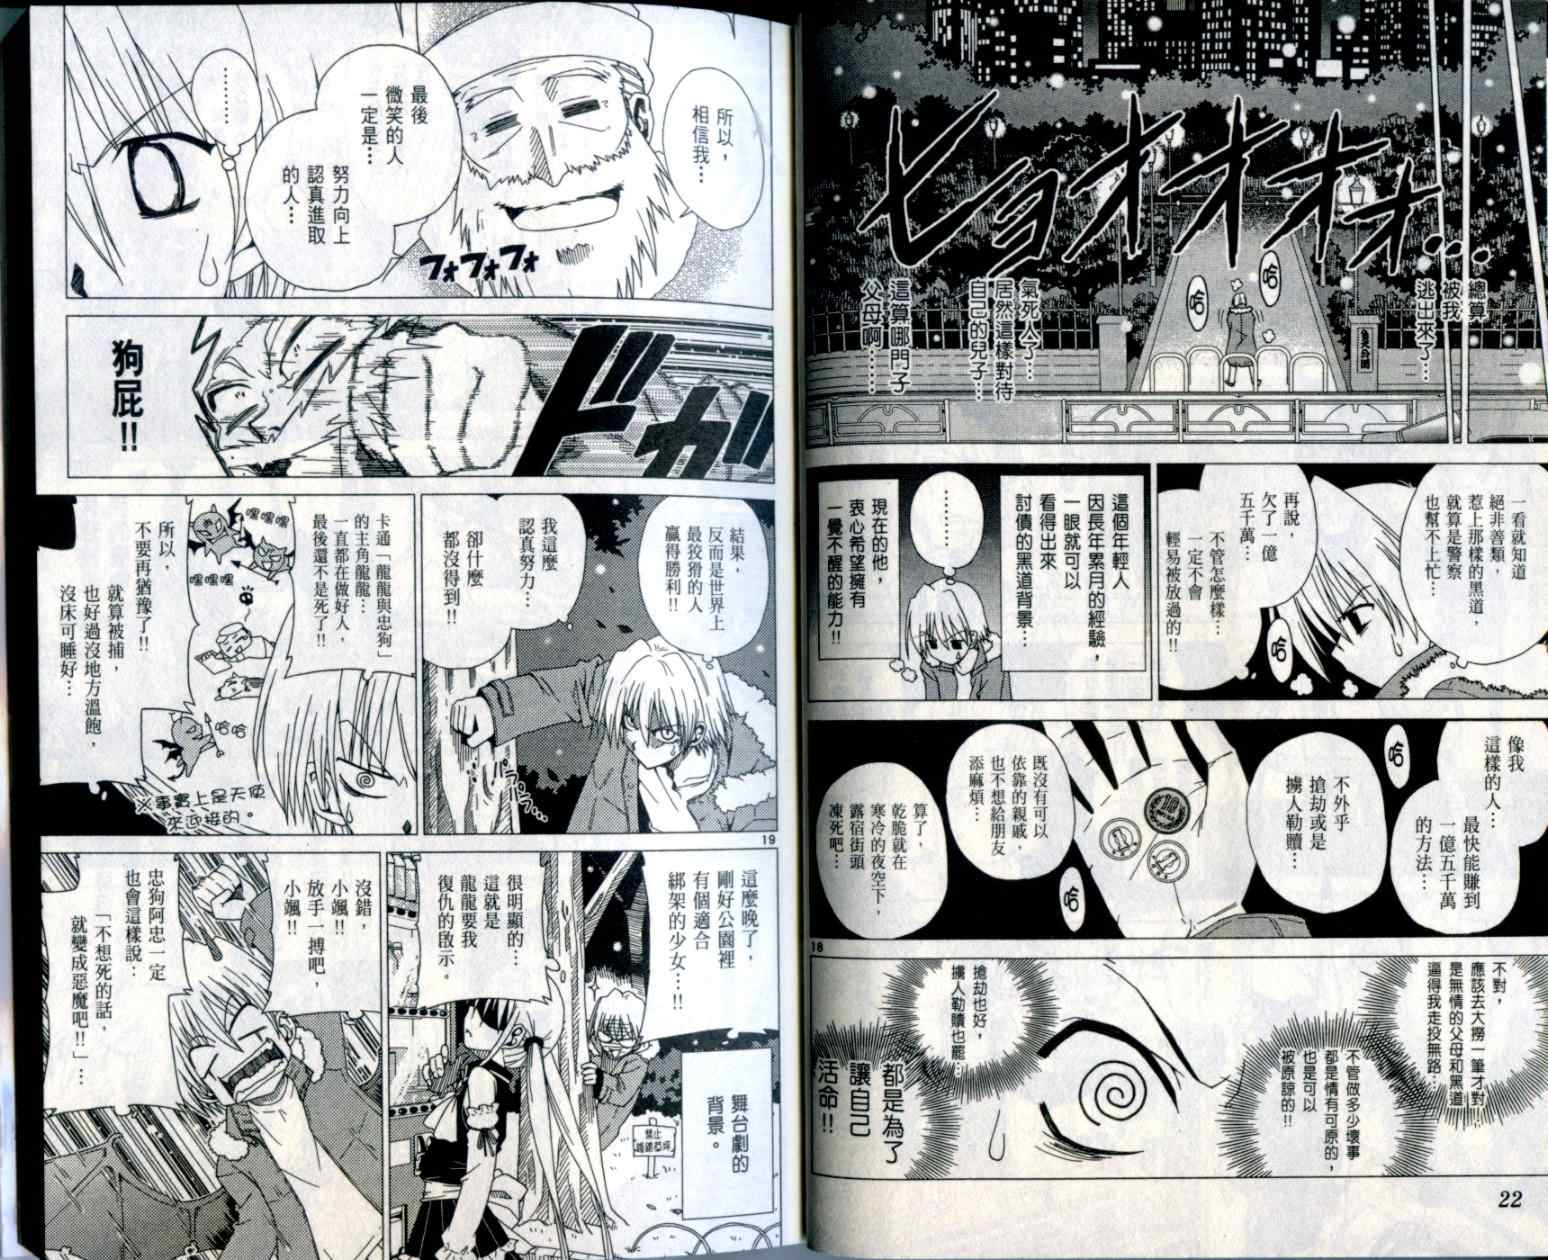 ヒョオオオオ…
總算
被我
逃出來了…
氣死人了…
居然這樣對待
自己的兒子…
這算哪門子
父母啊………
哈
哈
一看就知道
絕非善類，
惹上那樣的黑道，
就算是警察
也幫不上忙…
再說，
欠了一億
五千萬…
不管怎麼樣…
一定不會
輕易被放過的!!
哈
哈
這個年輕人
因長年累月的經驗，
一眼就可以
看得出來
討債的黑道背景…
………
現在的他，
衷心希望擁有
一覺不醒的能力!!
像我
這樣的人…
最快能賺到
一億五千萬
的方法…
哈
不外乎
搶劫或是
擄人勒贖…
哈
既沒有可以
依靠的親戚，
也不想給朋友
添麻煩…
算了，
乾脆就在
寒冷的夜空下，
露宿街頭
凍死吧…
18
不對，
應該去大撈一筆才對
是無情的父母和黑道
逼得我走投無路…
不管做多少壞事
都是情有可原的，
也是可以
被原諒的!!
搶劫也好，
擄人勒贖也罷…
都是為了
讓自己
活命!!
22
所以，
相信我…
最後
微笑的人
一定是…
努力向上
認真進取
的人…
………
フォフォフォ
ドガ
狗屁!!
結果，
反而是世界上
最狡猾的人
贏得勝利!!
我這麼
認真努力…
卻什麼
都沒得到!!
卡通「龍龍與忠狗」
的主角龍龍…
一直都在做好人，
最後還不是死了!!
嘿嘿嘿
嘿嘿嘿
哈哈
※事實上是天使
來迎接的。
所以，
不要再猶豫了!!
就算被捕，
也好過沒地方溫飽，
沒床可睡好…
19
這麼晚了，
剛好公園裡
有個適合
綁架的少女…!!
舞台劇的
背景。
禁止
很明顯的…
這就是
龍龍要我
復仇的啟示。
沒錯，
小颯!!
放手一搏吧，
小颯!!
忠狗阿忠一定
也會這樣說…
「不想死的話，
就變成惡魔吧!!」…